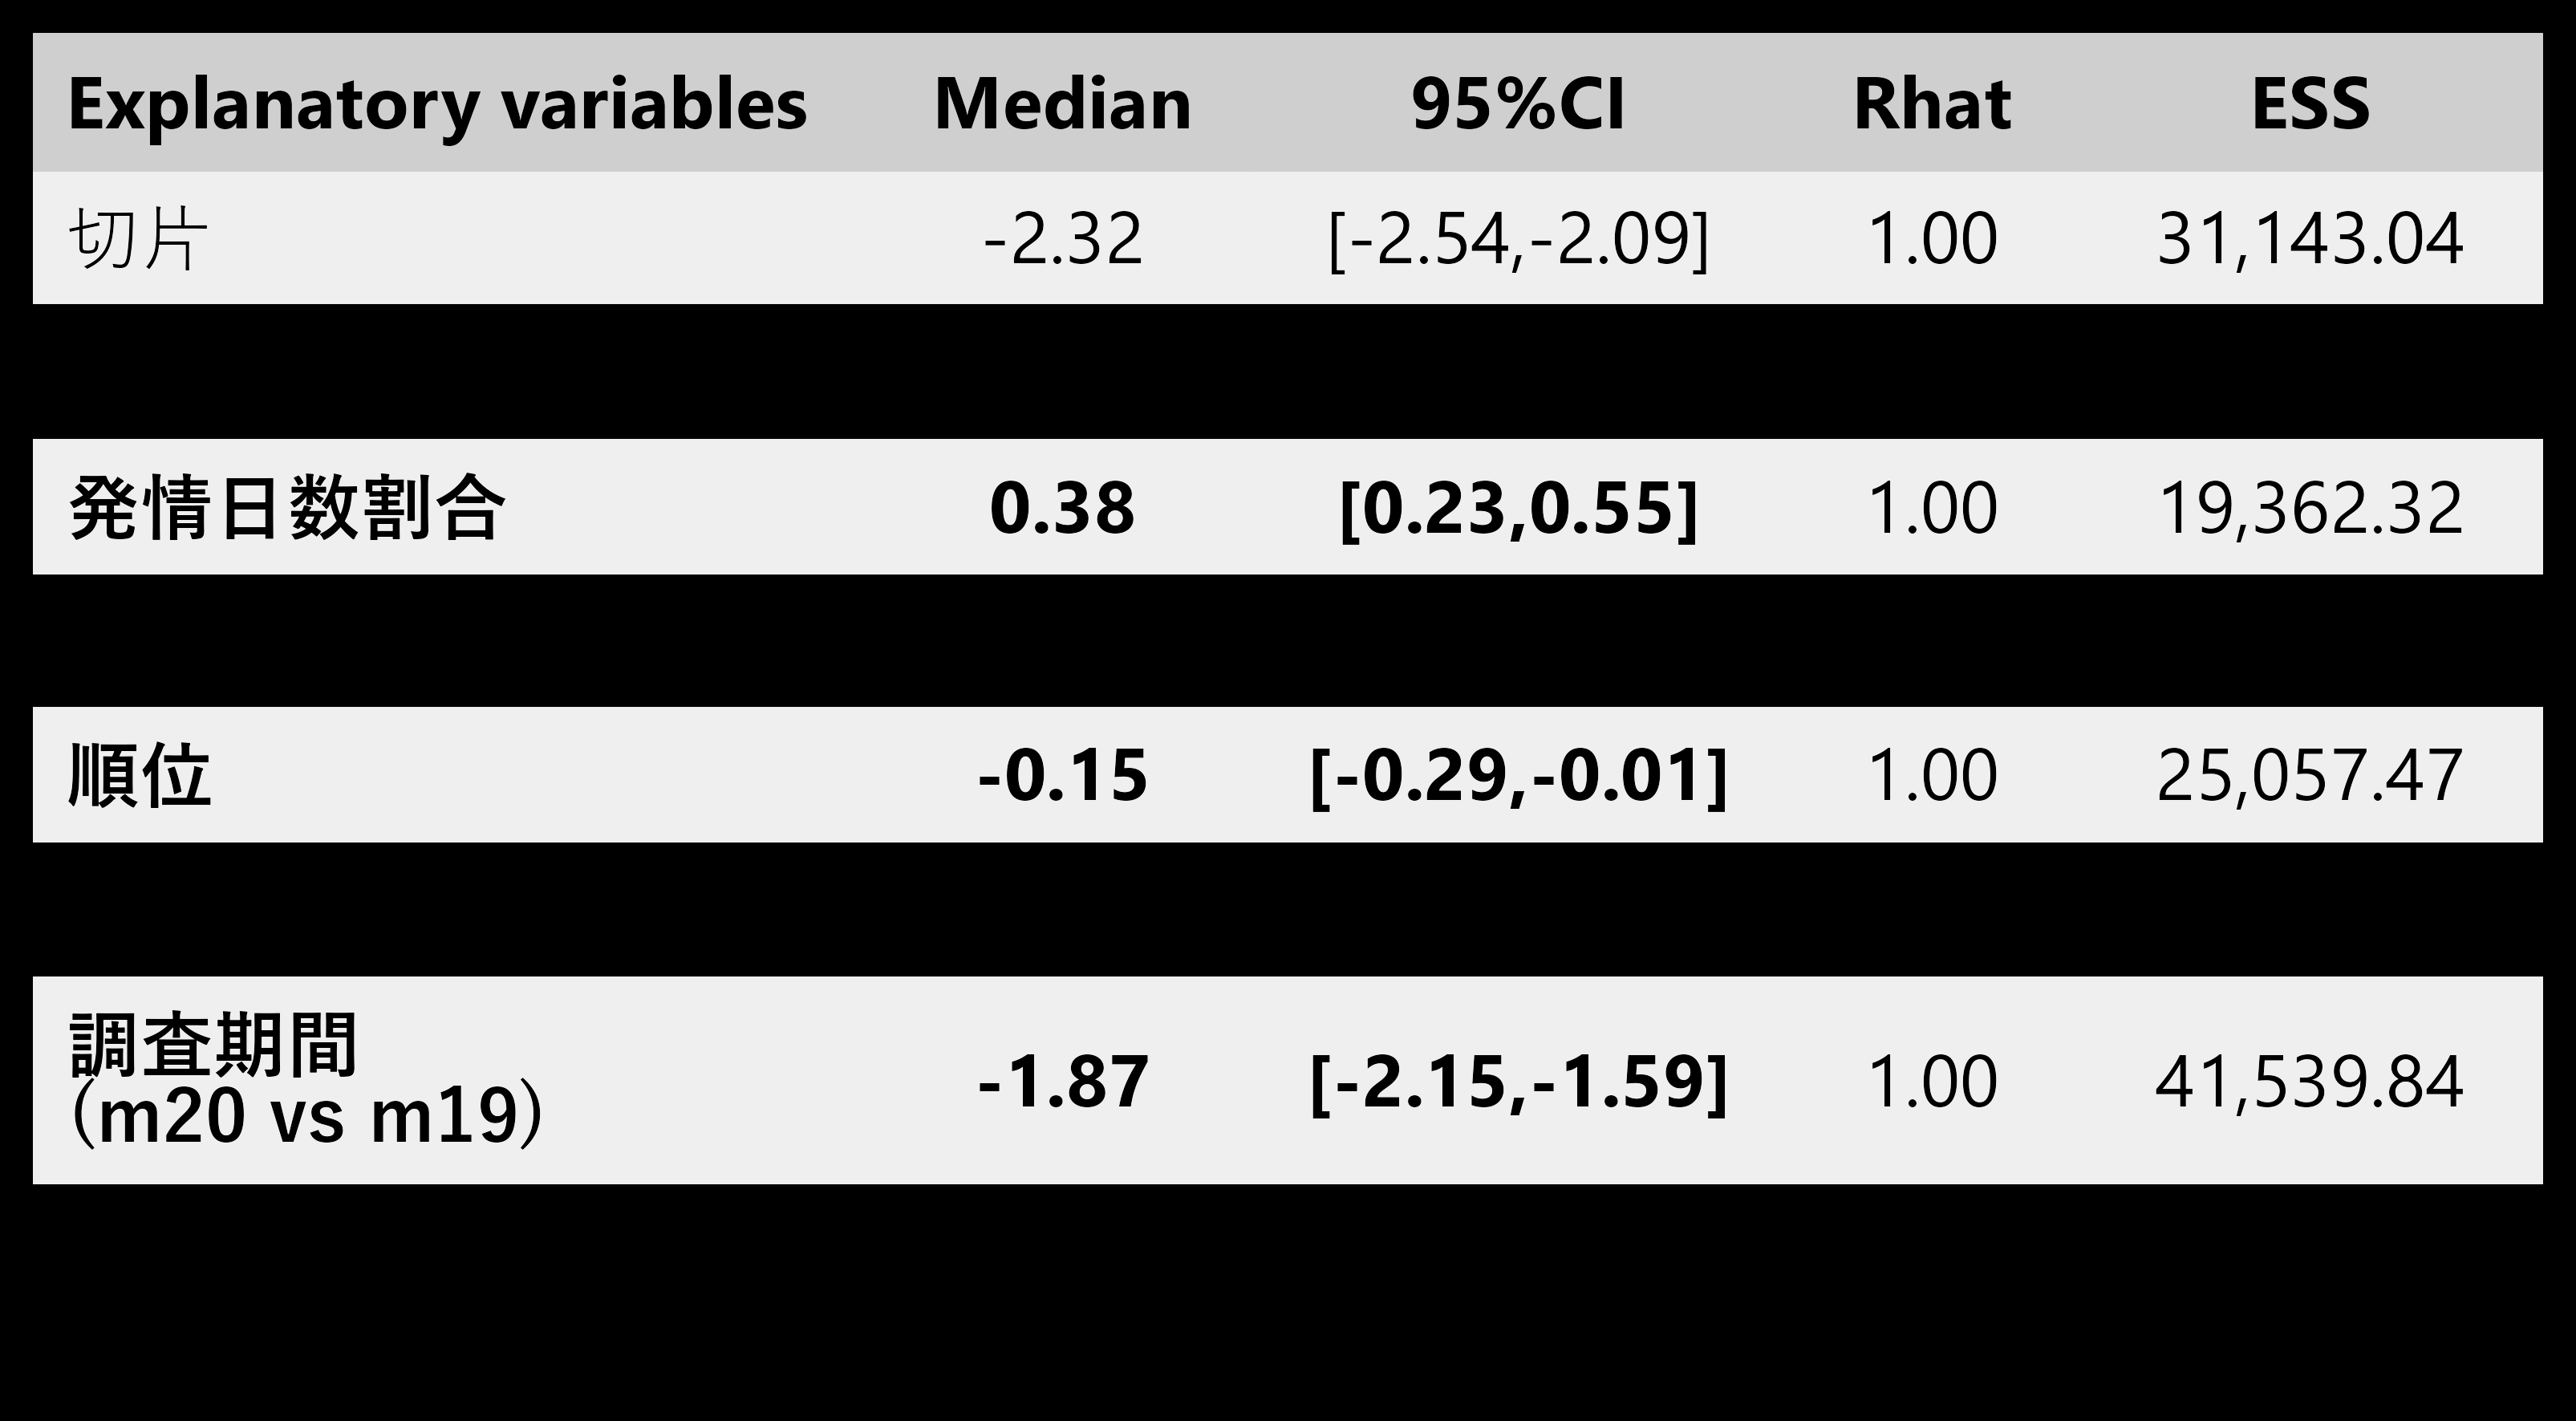 Explanatory variables Median 95%CI Rhat ESS
切片 -2.32 [-2.54,-2.09] 1.00 31,143.04
発情日数割合 0.38 [0.23,0.55] 1.00 19,362.32
順位 -0.15 [-0.29,-0.01] 1.00 25,057.47
調査期間
(m20 vs m19) -1.87 [-2.15,-1.59] 1.00 41,539.84